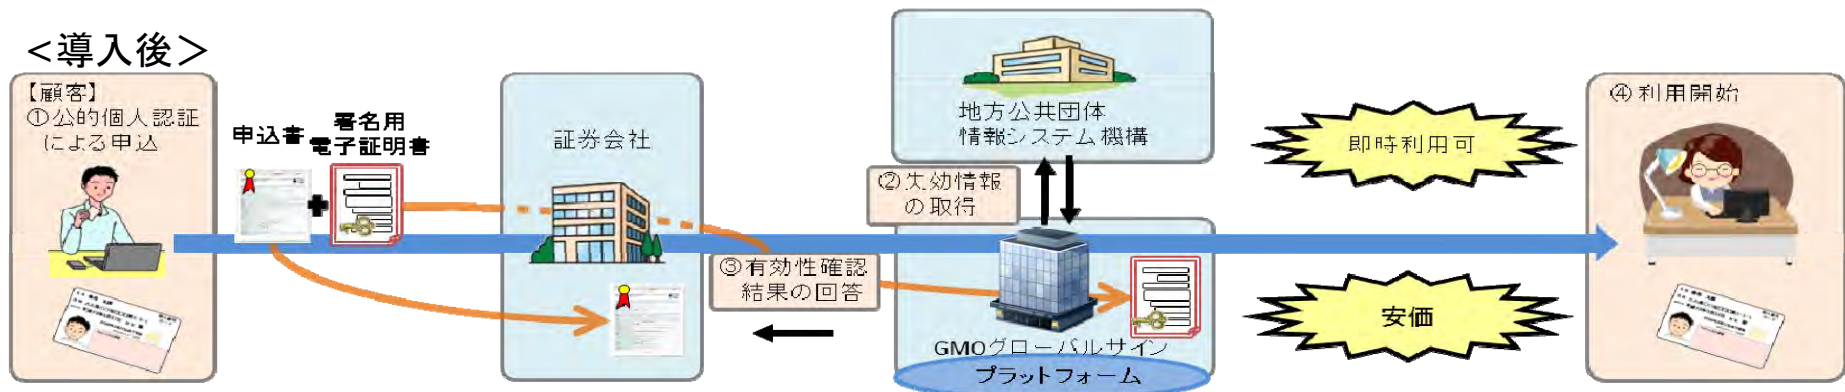 ＜導入後＞
【顧客】
①公的個人認証
による申込
申込書
署名用
電子証明書
証券会社
地方公共団体
情報システム機構
②失効情報
の取得
③有効性確認
結果の回答
GMOグローバルサイン
プラットフォーム
即時利用可
安価
④利用開始